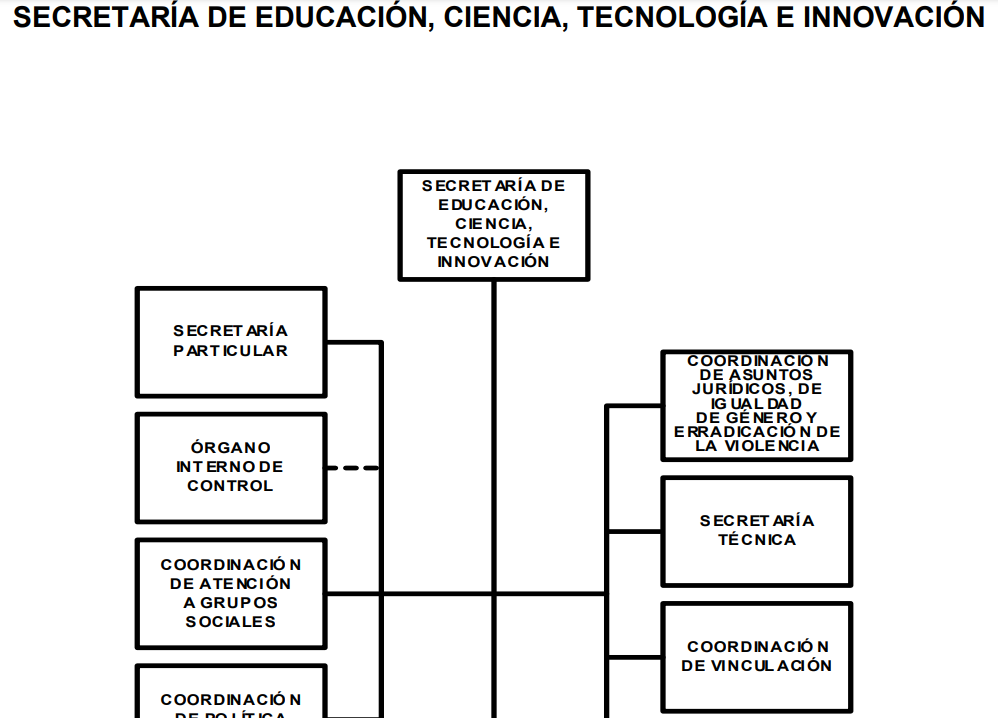 SECRETARÍA DE EDUCACIÓN, CIENCIA, TECNOLOGÍA E INNOVACIÓN
SECRETARÍA DE
EDUCACIÓN,
CIENCIA,
TECNOLOGÍA E
INNOVACIÓN
SECRETARÍA
PARTICULAR
ÓRGANO
INTERNO DE
CONTROL
COORDINACIÓN
DE ATENCIÓN
A GRUPOS
SOCIALES
COORDINACIÓN
DE POLÍTICA
COORDINACIÓN
DE ASUNTOS
JURÍDICOS, DE
IGUALDAD
DE GÉNERO Y
ERRADICACIÓN DE
LA VIOLENCIA
SECRETARÍA
TÉCNICA
COORDINACIÓN
DE VINCULACIÓN